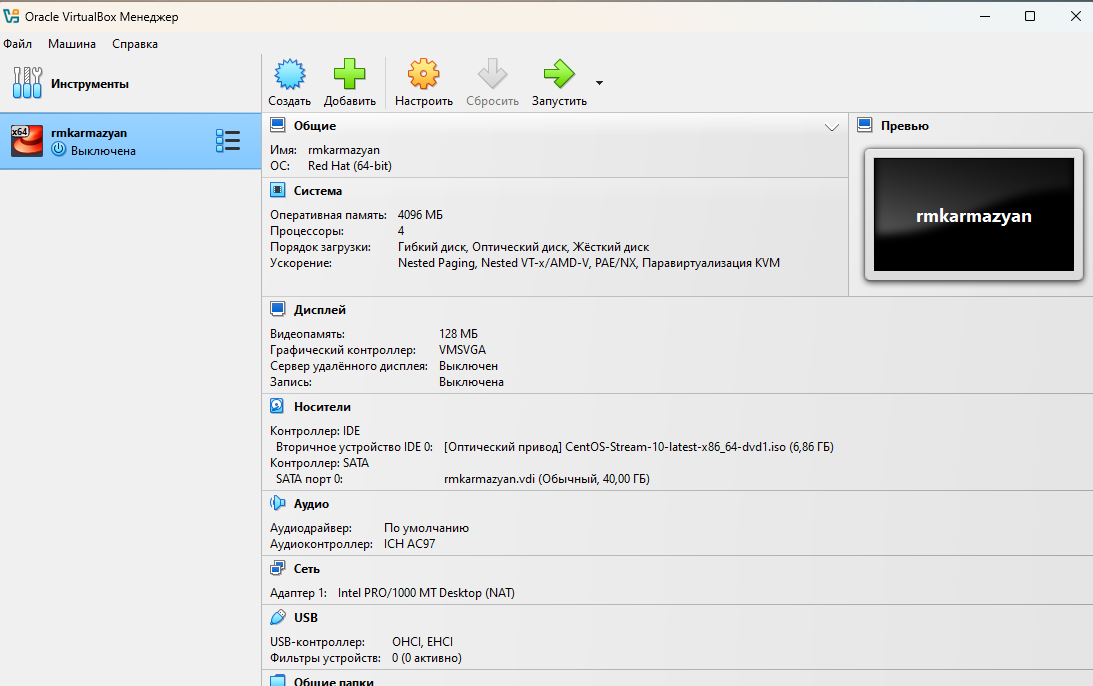 Oracle VirtualBox Менеджер
Файл Машина Справка
Инструменты
Создать Добавить Настроить Сбросить Запустить
x64
rmkarmazyan
Выключена
Общие
Имя: rmkarmazyan
ОС: Red Hat (64-bit)
Превью
rmkarmazyan
Система
Оперативная память: 4096 МБ
Процессоры: 4
Порядок загрузки: Гибкий диск, Оптический диск, Жёсткий диск
Ускорение: Nested Paging, Nested VT-x/AMD-V, PAE/NX, Паравиртуализация KVM
Дисплей
Видеопамять: 128 МБ
Графический контроллер: VMSVGA
Сервер удалённого дисплея: Выключен
Запись: Выключена
Носители
Контроллер: IDE
Вторичное устройство IDE 0: [Оптический привод] CentOS-Stream-10-latest-x86_64-dvd1.iso (6,86 ГБ)
Контроллер: SATA
SATA порт 0: rmkarmazyan.vdi (Обычный, 40,00 ГБ)
Аудио
Аудиодрайвер: По умолчанию
Аудиоконтроллер: ICH AC97
Сеть
Адаптер 1: Intel PRO/1000 MT Desktop (NAT)
USB
USB-контроллер: OHCI, EHCI
Фильтры устройств: 0 (0 активно)
Общие папки